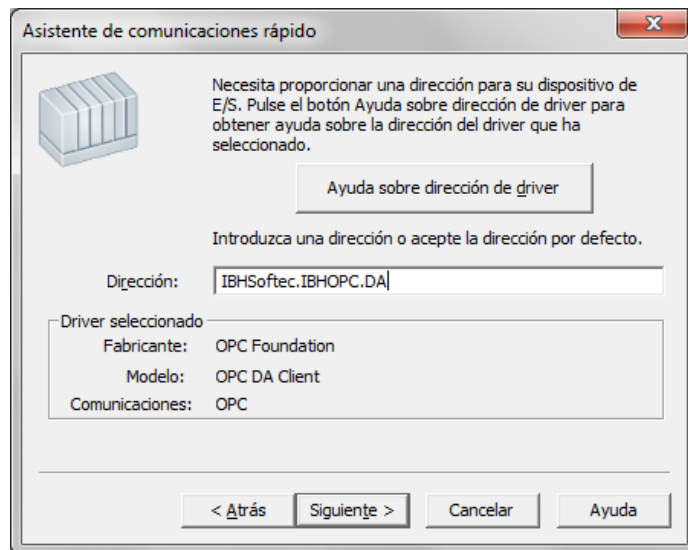 Asistente de comunicaciones rápido
Necesita proporcionar una dirección para su dispositivo de
E/S. Pulse el botón Ayuda sobre dirección de driver para
obtener ayuda sobre la dirección del driver que ha
seleccionado.
Ayuda sobre dirección de driver
Introduzca una dirección o acepte la dirección por defecto.
Dirección: IBHSoftec.IBHOPC.DA
Driver seleccionado
Fabricante: OPC Foundation
Modelo: OPC DA Client
Comunicaciones: OPC
< Atrás Siguiente > Cancelar Ayuda